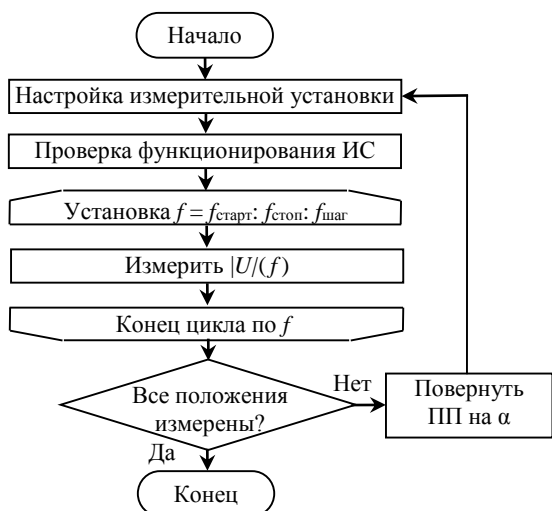 Начало
Настройка измерительной установки
Проверка функционирования ИС
Установка f = fстарт: fстоп: fшаг
Измерить |U/(f)
Конец цикла по f
Все положения
измерены?
Нет
Повернуть
ПП на α
Да
Конец